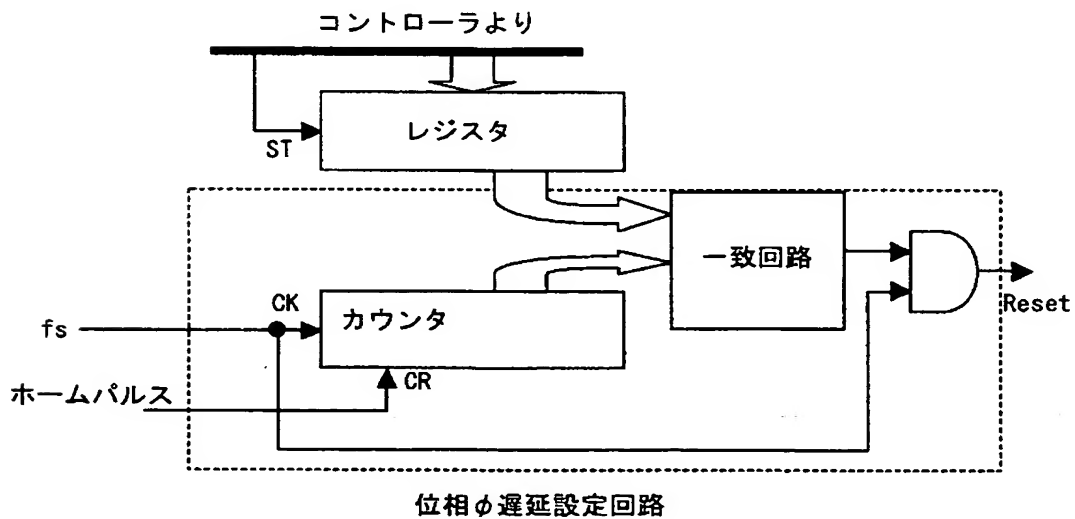 コントローラより
レジスタ
ST
一致回路
CK
fs
カウンタ
Reset
CR
ホームパルス
位相φ遅延設定回路